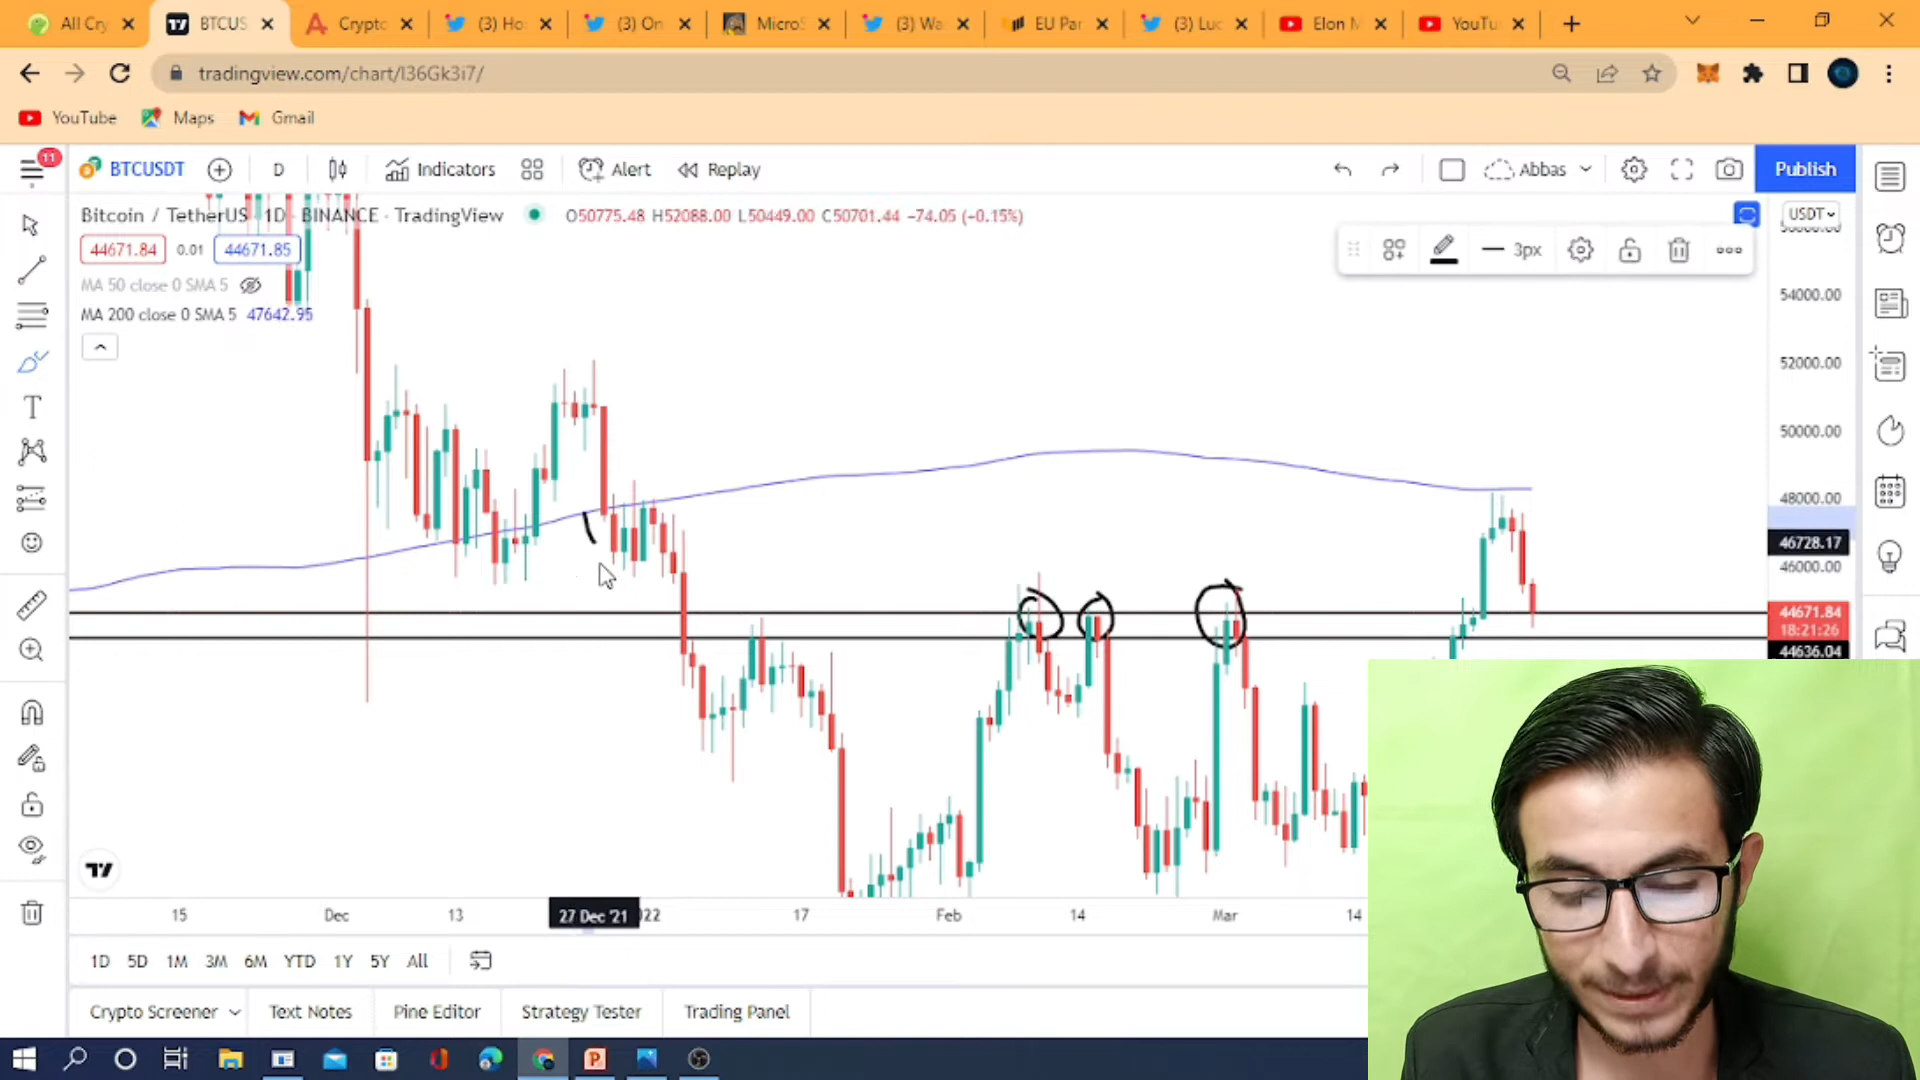 All Cry
BTCUS
Crypto
(3) Ho
(3) On
Micro
(3) Wa
EU Par
(3) Luc
Elon M
YouTu
tradingview.com/chart/l36Gk3i7/
YouTube Maps Gmail
11
BTCUSDT D Indicators Alert Replay Abbas Publish
Bitcoin / TetherUS 1D BINANCE · TradingView O50775.48 H52088.00 L50449.00 C50701.44 −74.05 (−0.15%) USDT
44671.84 0.01 44671.85 3px
MA 50 close 0 SMA 5
MA 200 close 0 SMA 5 47642.95
54000.00
52000.00
50000.00
48000.00
46728.17
46000.00
44671.84
18:21:26
44636.04
15 Dec 13 27 Dec '21 022 17 Feb 14 Mar 14
1D 5D 1M 3M 6M YTD 1Y 5Y All
Crypto Screener Text Notes Pine Editor Strategy Tester Trading Panel